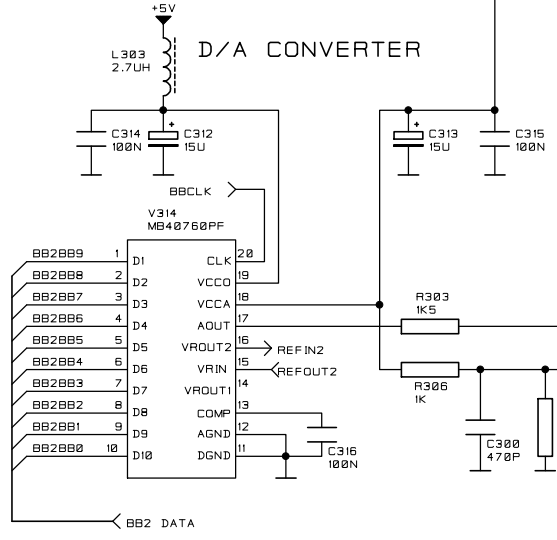 +5V
L303
2.7UH
D/A CONVERTER
+
C314
100N
C312
15U
+
C313
15U
C315
100N
BBCLK
V314
MB40760PF
BB2BB9 1 D1 CLK 20
BB2BB8 2 D2 VCCO 19
BB2BB7 3 D3 VCCA 18
BB2BB6 4 D4 AOUT 17
BB2BB5 5 D5 VROUT2 16 REFIN2
BB2BB4 6 D6 VRIN 15 REFOUT2
BB2BB3 7 D7 VROUT1 14
BB2BB2 8 D8 COMP 13
BB2BB1 9 D9 AGND 12
BB2BB0 10 D10 DGND 11
R303
1K5
R306
1K
C316
100N
C300
470P
BB2 DATA